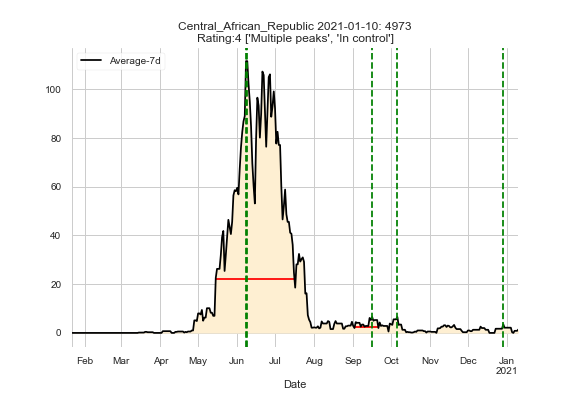 Central_African_Republic 2021-01-10: 4973
Rating:4 ['Multiple peaks', 'In control']
Average-7d
100
80
60
40
20
0
Feb Mar Apr May Jun Jul Aug Sep Oct Nov Dec Jan
2021
Date